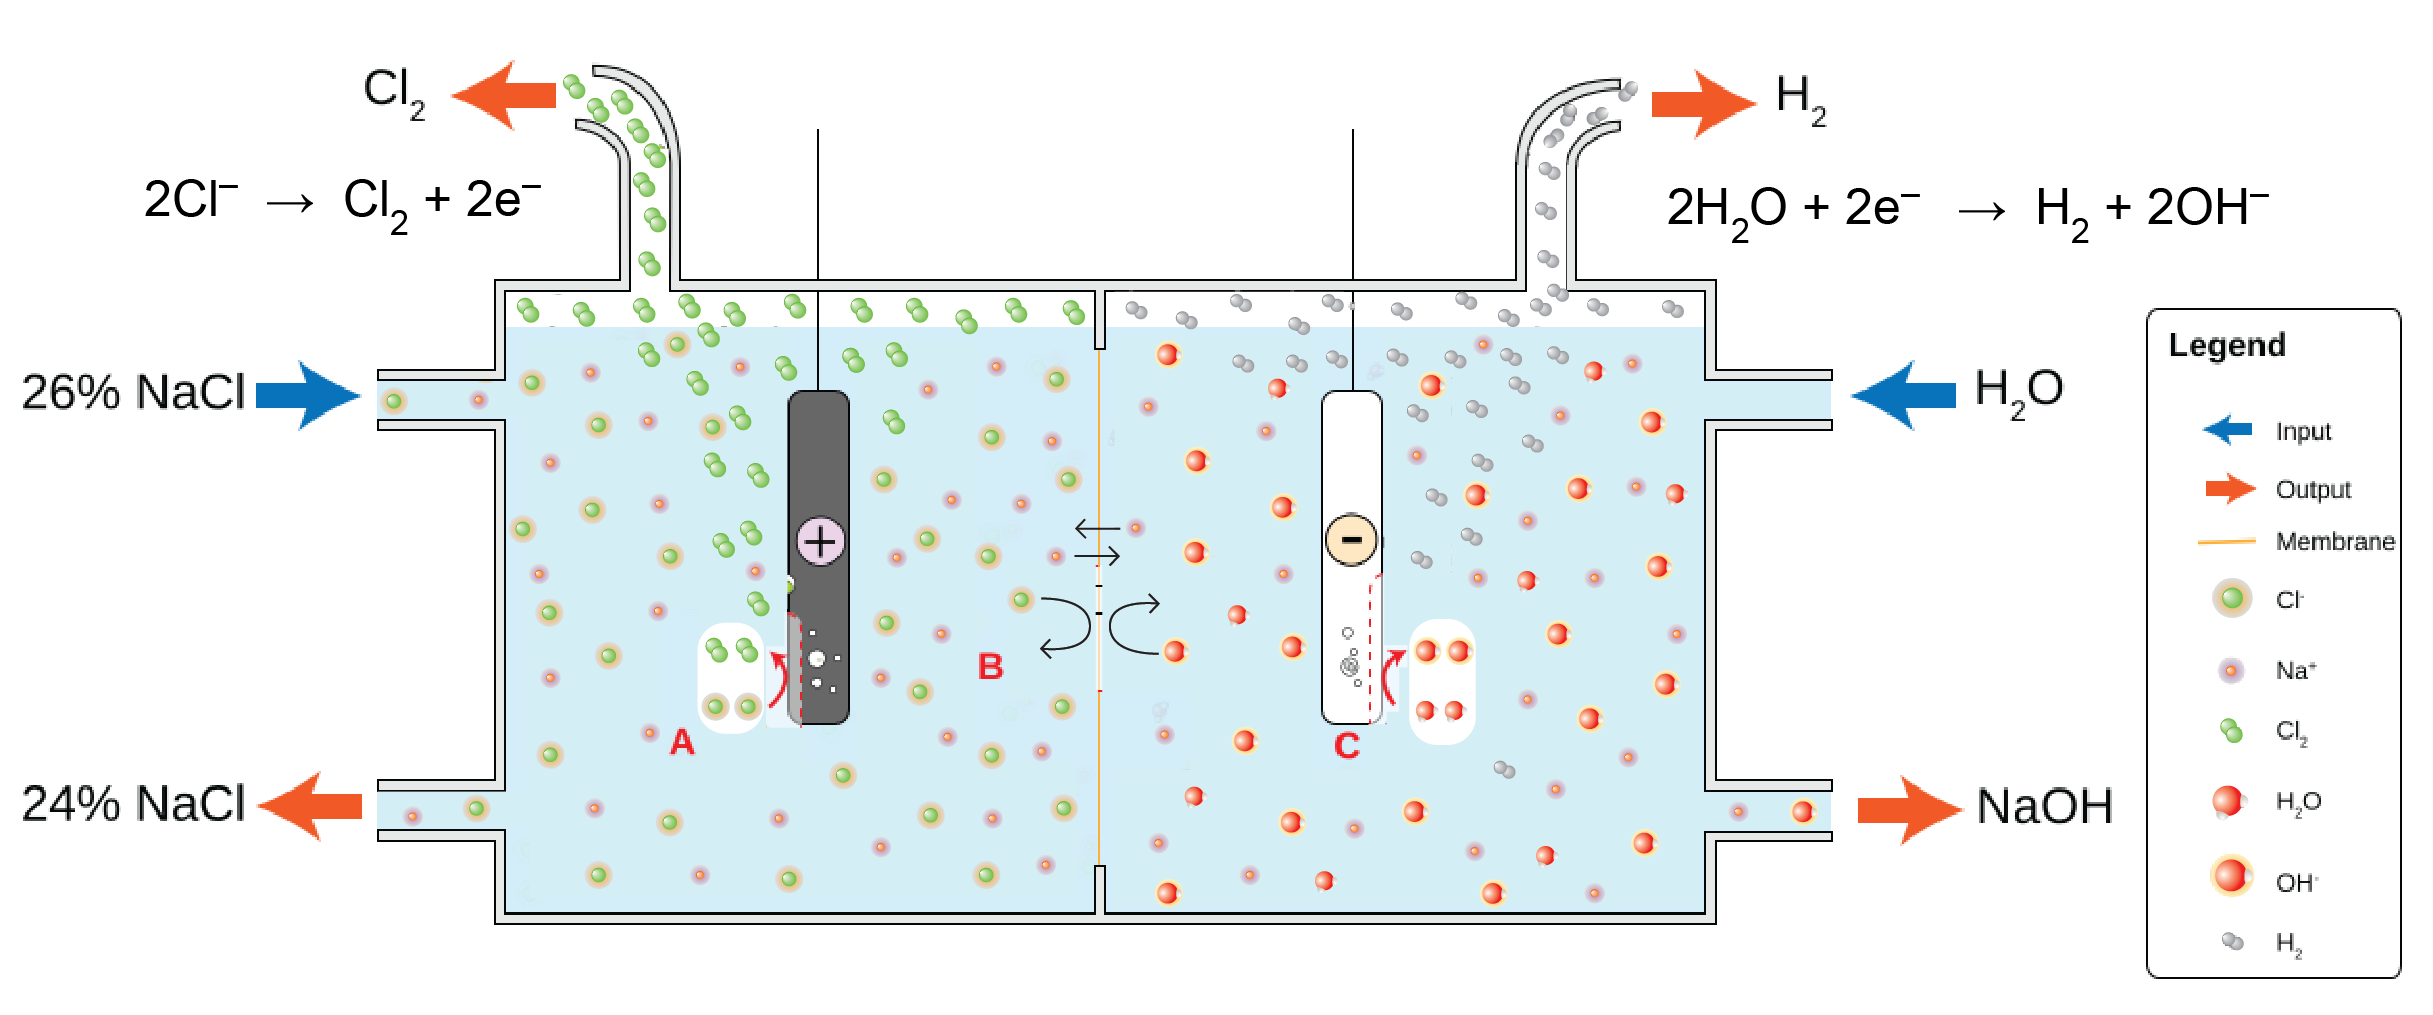 Cl₂
H₂
2Cl⁻ → Cl₂ + 2e⁻
2H₂O + 2e⁻ → H₂ + 2OH⁻
26% NaCl
H₂O
+
-
A
B
C
24% NaCl
NaOH
Legend
Input
Output
Membrane
Cl⁻
Na⁺
Cl₂
H₂O
OH⁻
H₂